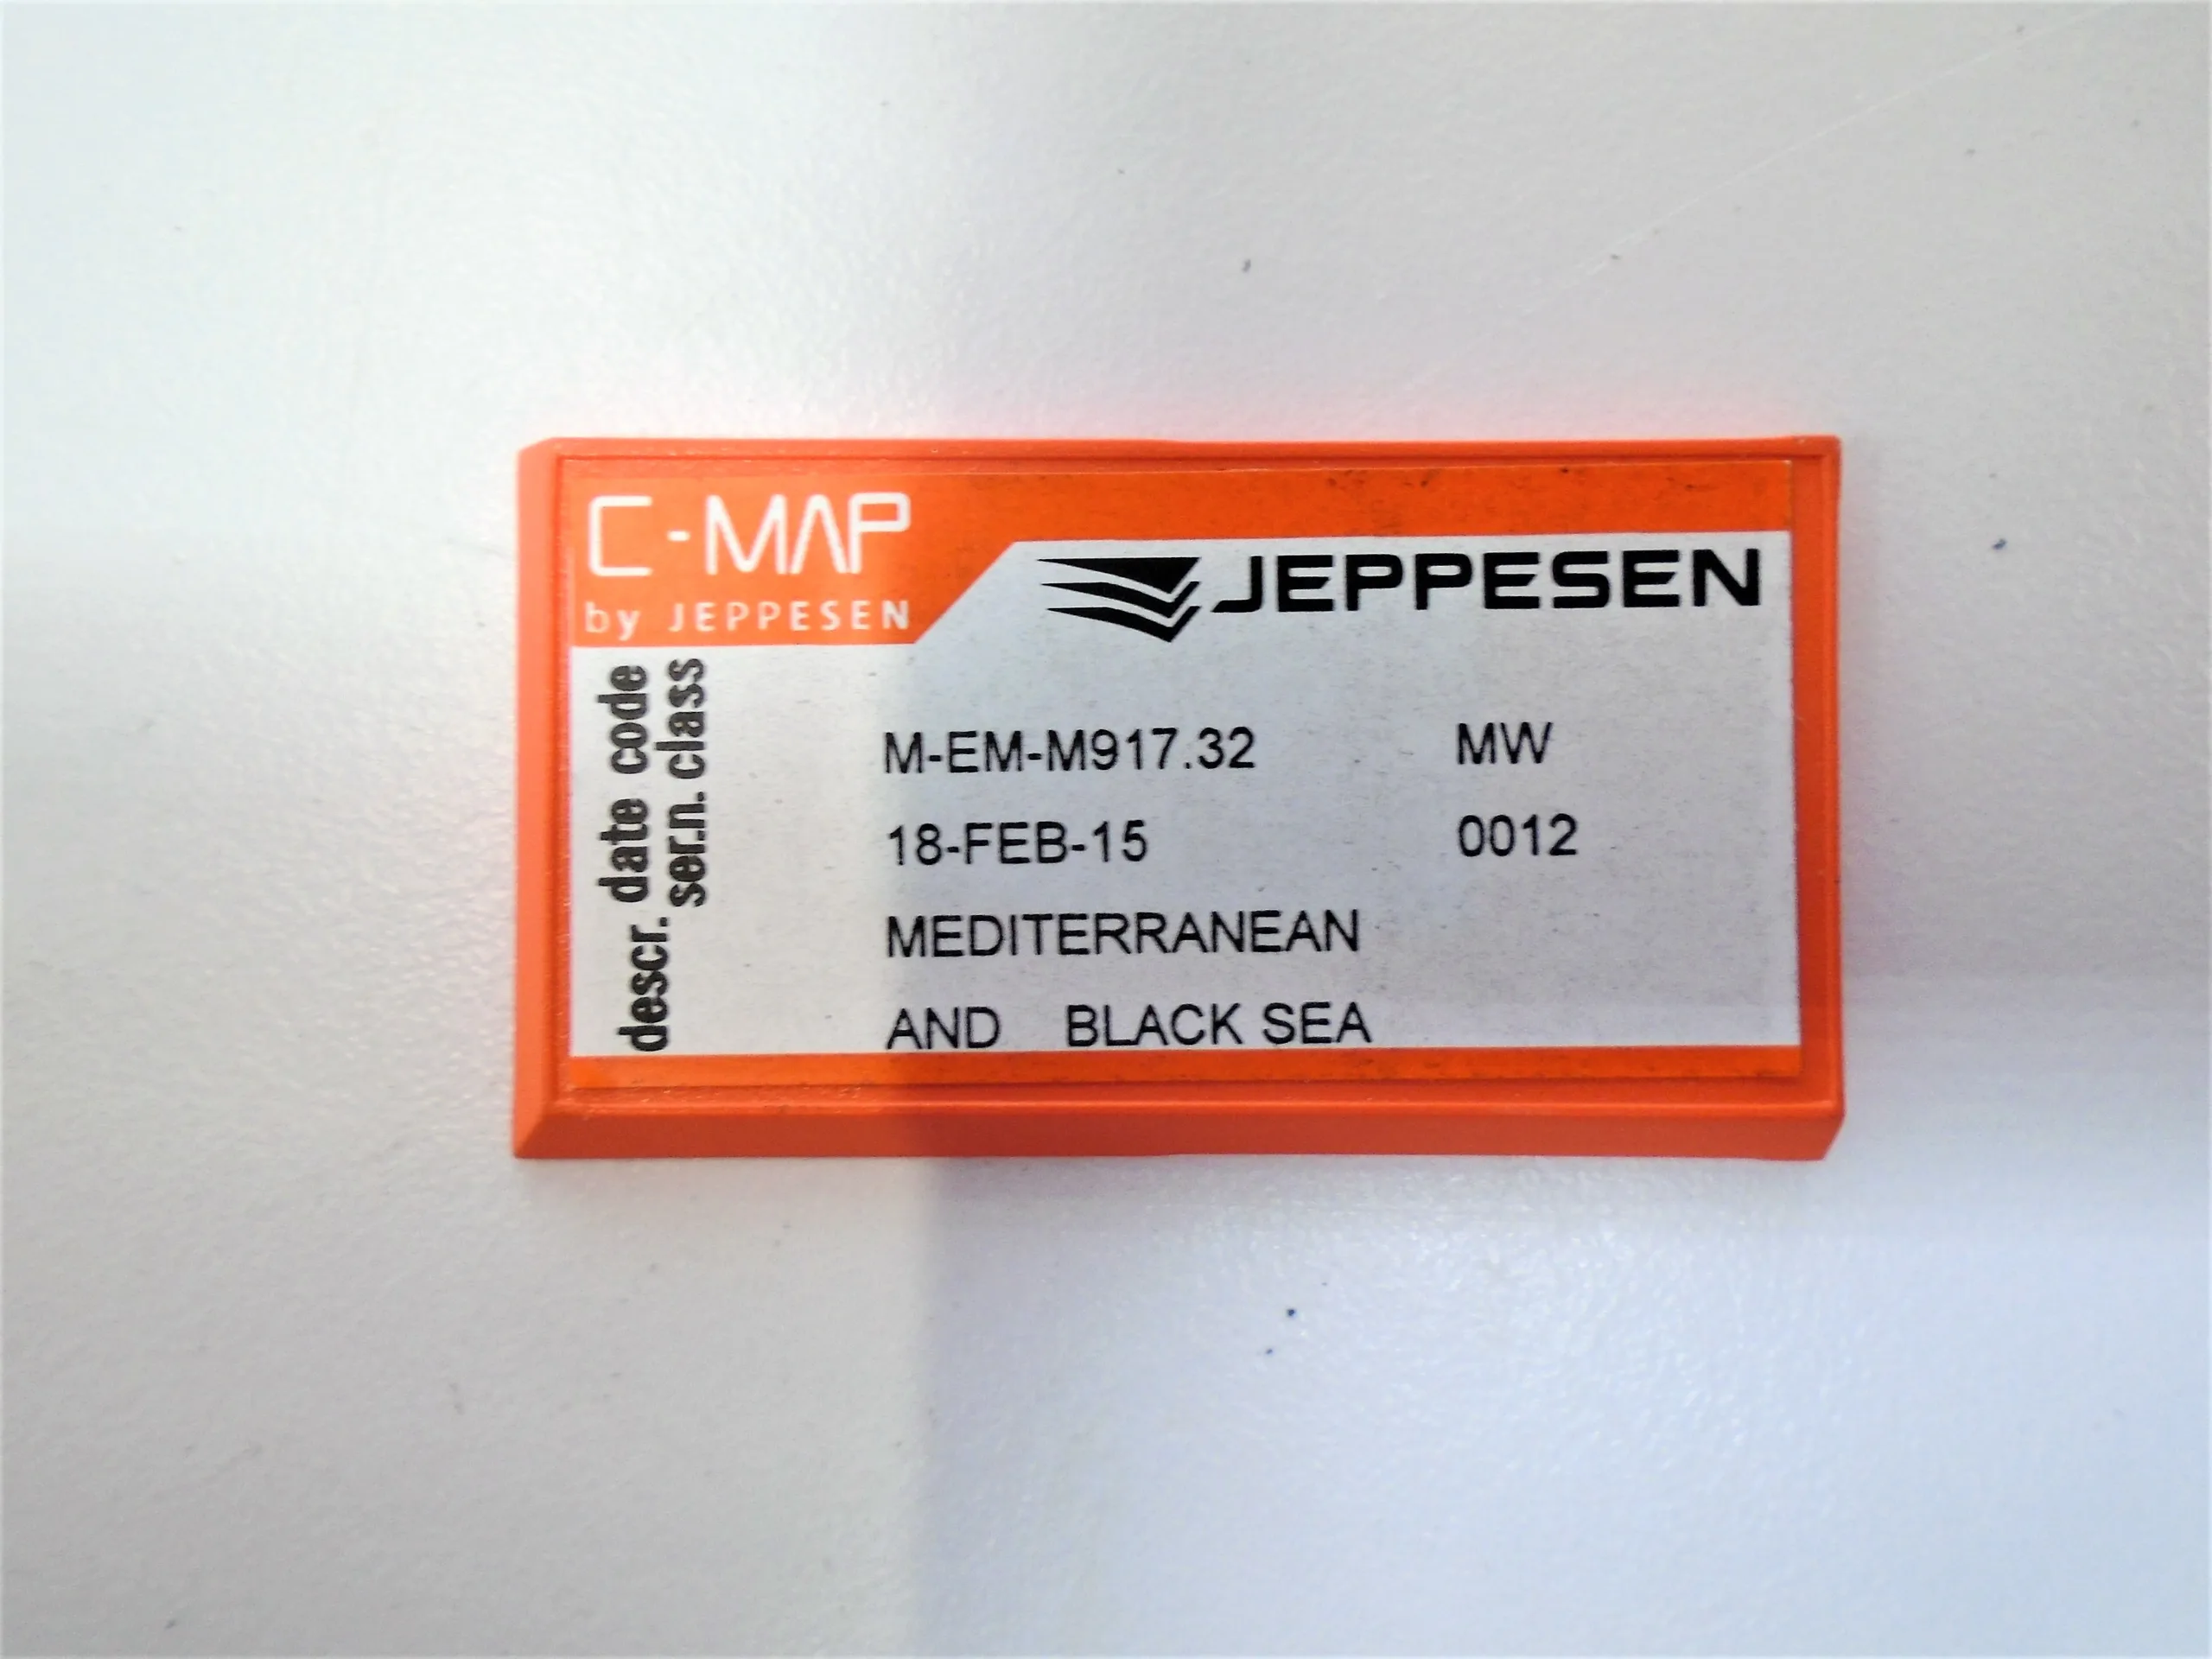 C-MAP
by JEPPESEN
JEPPESEN
descr. date code
ser.n. class
M-EM-M917.32 MW
18-FEB-15 0012
MEDITERRANEAN
AND BLACK SEA